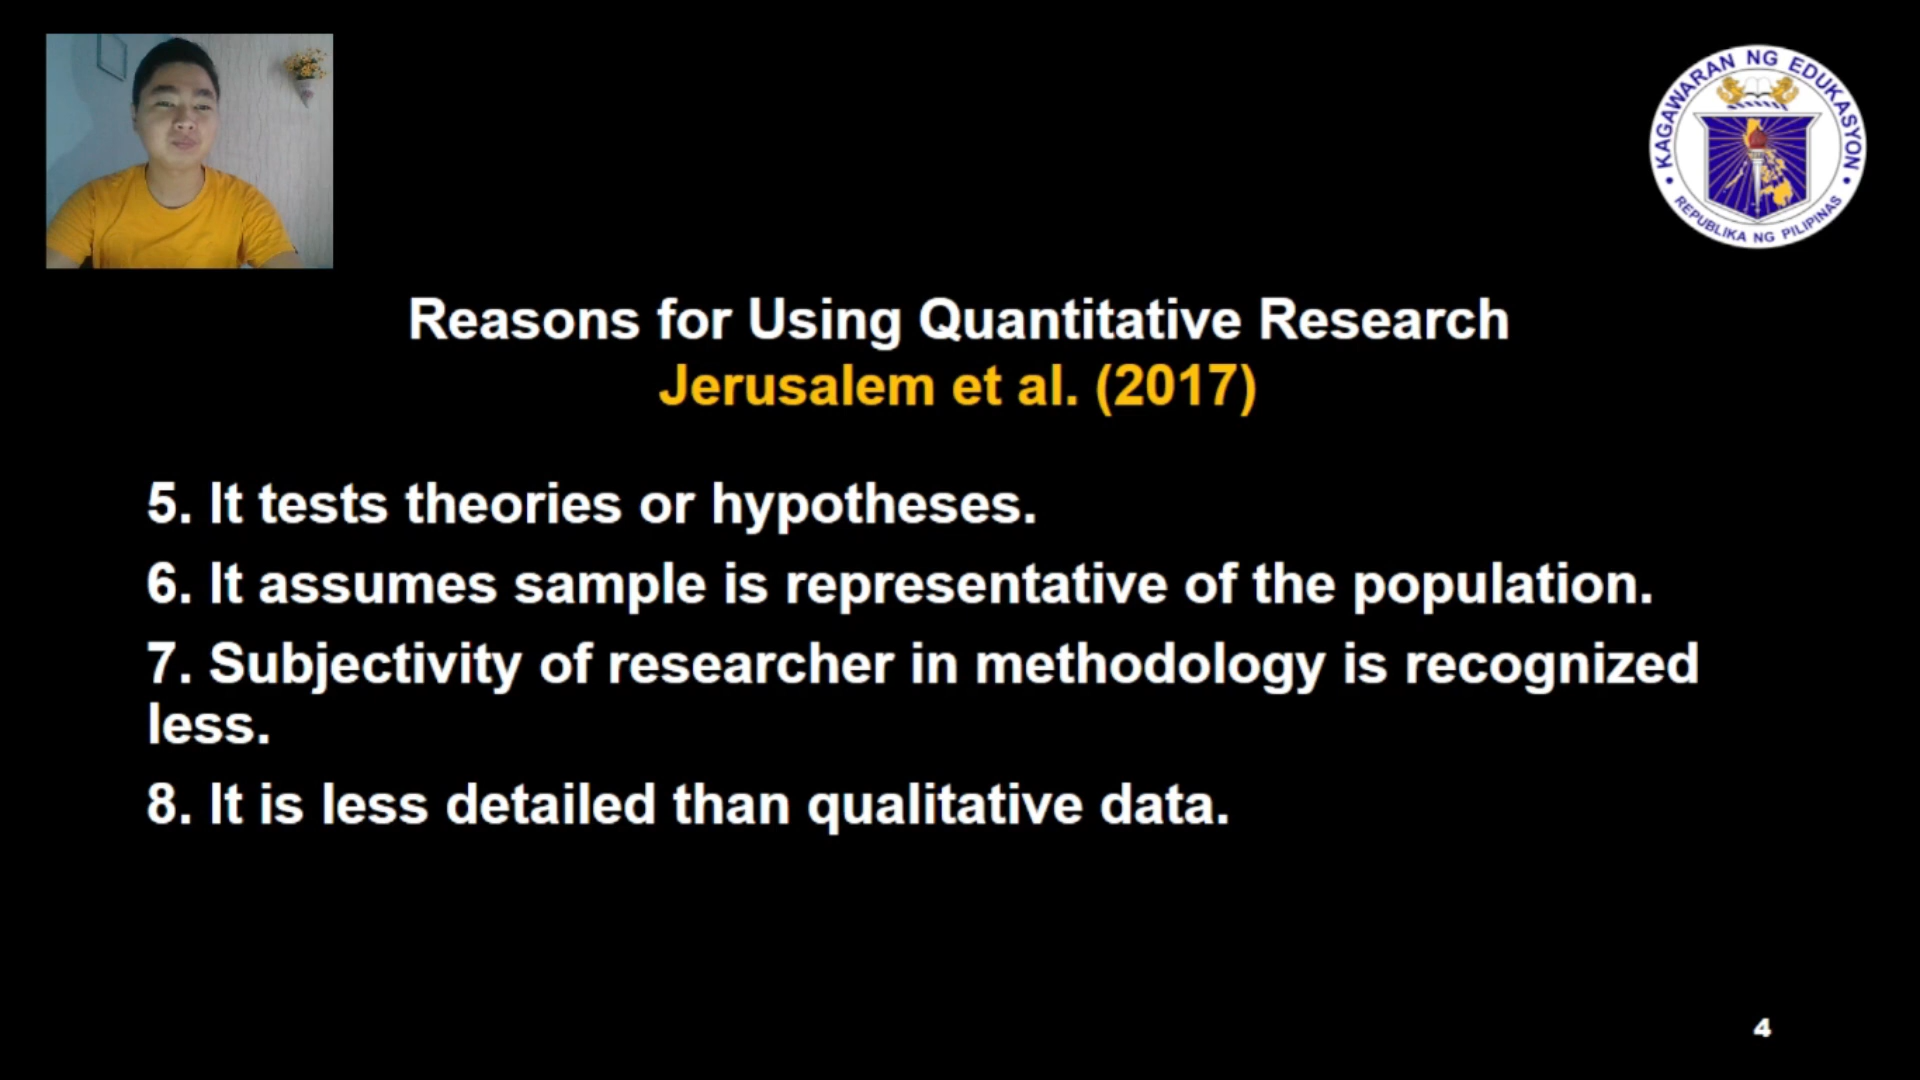 KAGAWARAN NG EDUKASYON
REPUBLIKA NG PILIPINAS
Reasons for Using Quantitative Research
Jerusalem et al. (2017)
5. It tests theories or hypotheses.
6. It assumes sample is representative of the population.
7. Subjectivity of researcher in methodology is recognized
less.
8. It is less detailed than qualitative data.
4